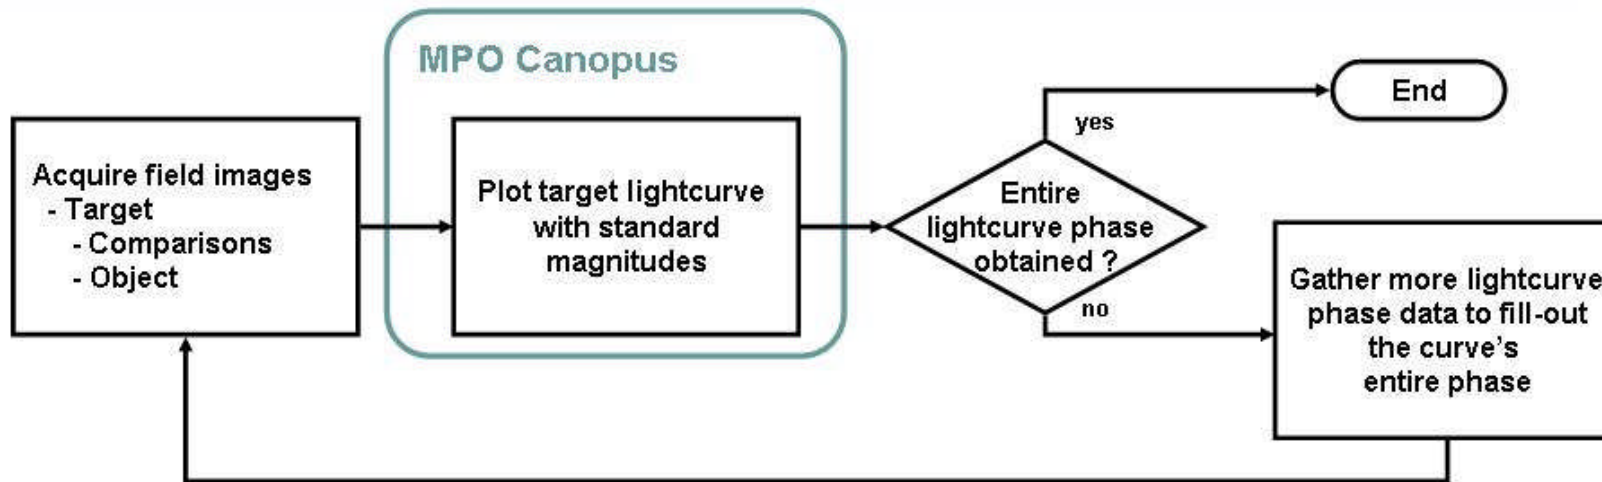 MPO Canopus
Acquire field images
- Target
- Comparisons
- Object
Plot target lightcurve
with standard
magnitudes
Entire
lightcurve phase
obtained ?
yes
End
no
Gather more lightcurve
phase data to fill-out
the curve's
entire phase